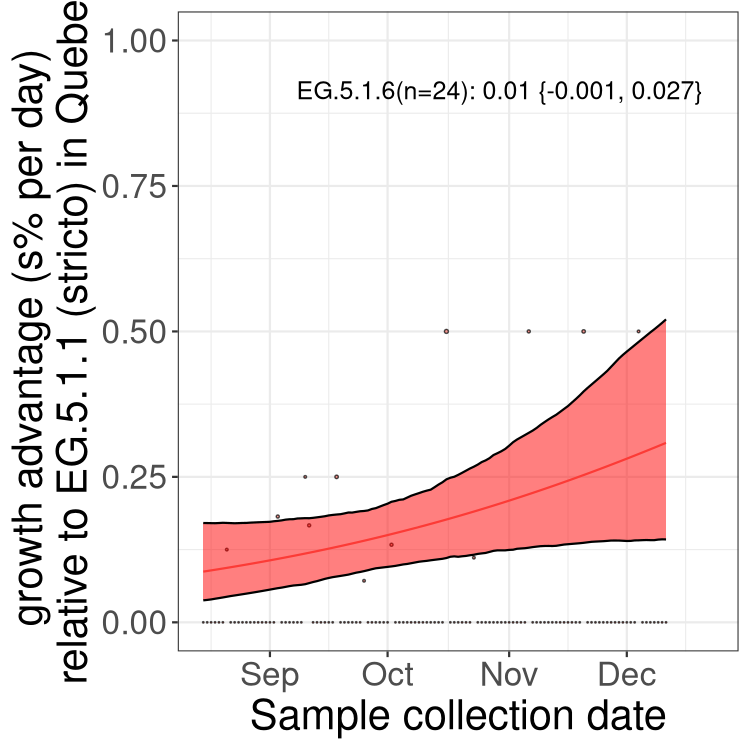 growth advantage (s% per day)
relative to EG.5.1.1 (stricto) in Quebe
1.00
0.75
0.50
0.25
0.00
EG.5.1.6(n=24): 0.01 {-0.001, 0.027}
Sep Oct Nov Dec
Sample collection date